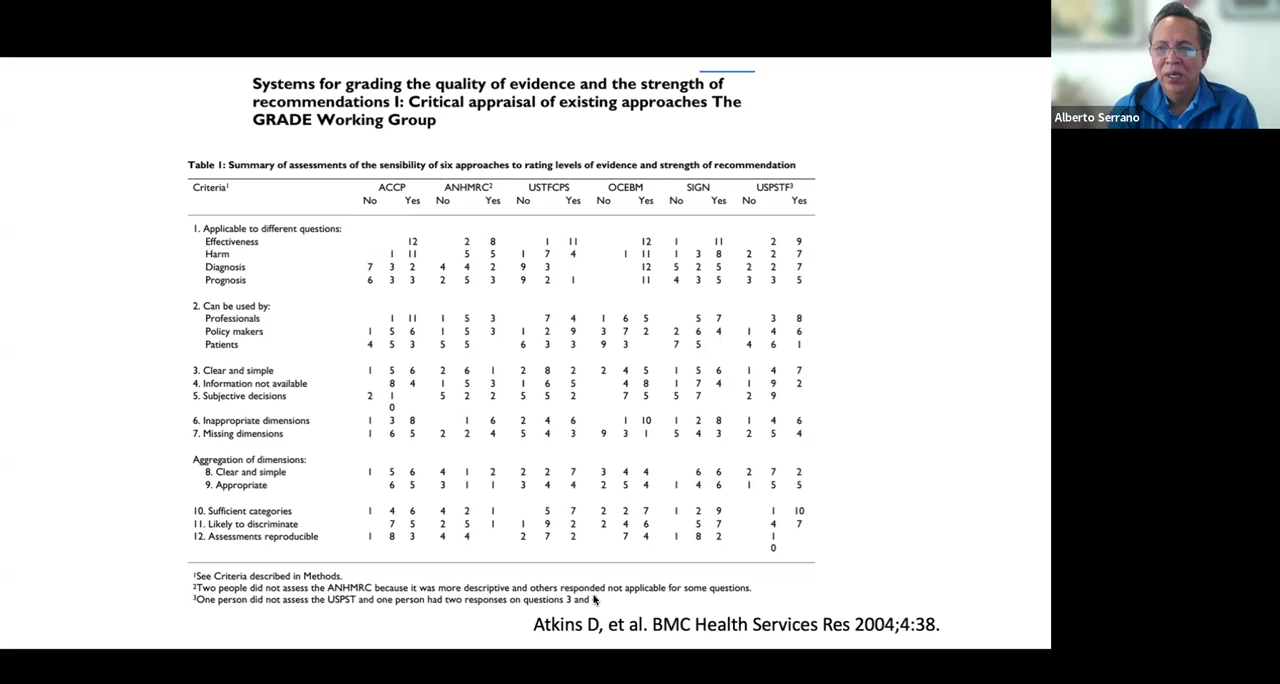 Systems for grading the quality of evidence and the strength of
recommendations I: Critical appraisal of existing approaches The
GRADE Working Group
Alberto Serrano
Table 1: Summary of assessments of the sensibility of six approaches to rating levels of evidence and strength of recommendation
Criteria¹ ACCP ANHMRC² USTFCPS OCEBM SIGN USPSTF³
No Yes No Yes No Yes No Yes No Yes No Yes
1. Applicable to different questions:
Effectiveness 12 2 8 1 11 12 1 11 2 9
Harm 1 11 5 5 1 7 4 1 11 1 3 8 2 2 7
Diagnosis 7 3 2 4 4 2 9 3 12 5 2 5 2 2 7
Prognosis 6 3 3 2 5 3 9 2 1 11 4 3 5 3 3 5
2. Can be used by:
Professionals 1 11 1 5 3 7 4 1 6 5 5 7 3 8
Policy makers 1 5 6 1 5 3 1 2 9 3 7 2 2 6 4 1 4 6
Patients 4 5 3 5 5 6 3 3 9 3 7 5 4 6 1
3. Clear and simple 1 5 6 2 6 1 2 8 2 2 4 5 1 5 6 1 4 7
4. Information not available 8 4 1 5 3 1 6 5 4 8 1 7 4 1 9 2
5. Subjective decisions 2 1 5 2 2 5 5 2 7 5 5 7 2 9
0
6. Inappropriate dimensions 1 3 8 1 6 2 4 6 1 10 1 2 8 1 4 6
7. Missing dimensions 1 6 5 2 2 4 5 4 3 9 3 1 5 4 3 2 5 4
Aggregation of dimensions:
8. Clear and simple 1 5 6 4 1 2 2 2 7 3 4 4 6 6 2 7 2
9. Appropriate 6 5 3 1 1 3 4 4 2 5 4 1 4 6 1 5 5
10. Sufficient categories 1 4 6 4 2 1 5 7 2 2 7 1 2 9 1 10
11. Likely to discriminate 7 5 2 5 1 1 9 2 2 4 6 5 7 4 7
12. Assessments reproducible 1 8 3 4 4 2 7 2 7 4 1 8 2 1
0
¹See Criteria described in Methods.
²Two people did not assess the ANHMRC because it was more descriptive and others responded not applicable for some questions.
³One person did not assess the USPST and one person had two responses on questions 3 and
Atkins D, et al. BMC Health Services Res 2004;4:38.